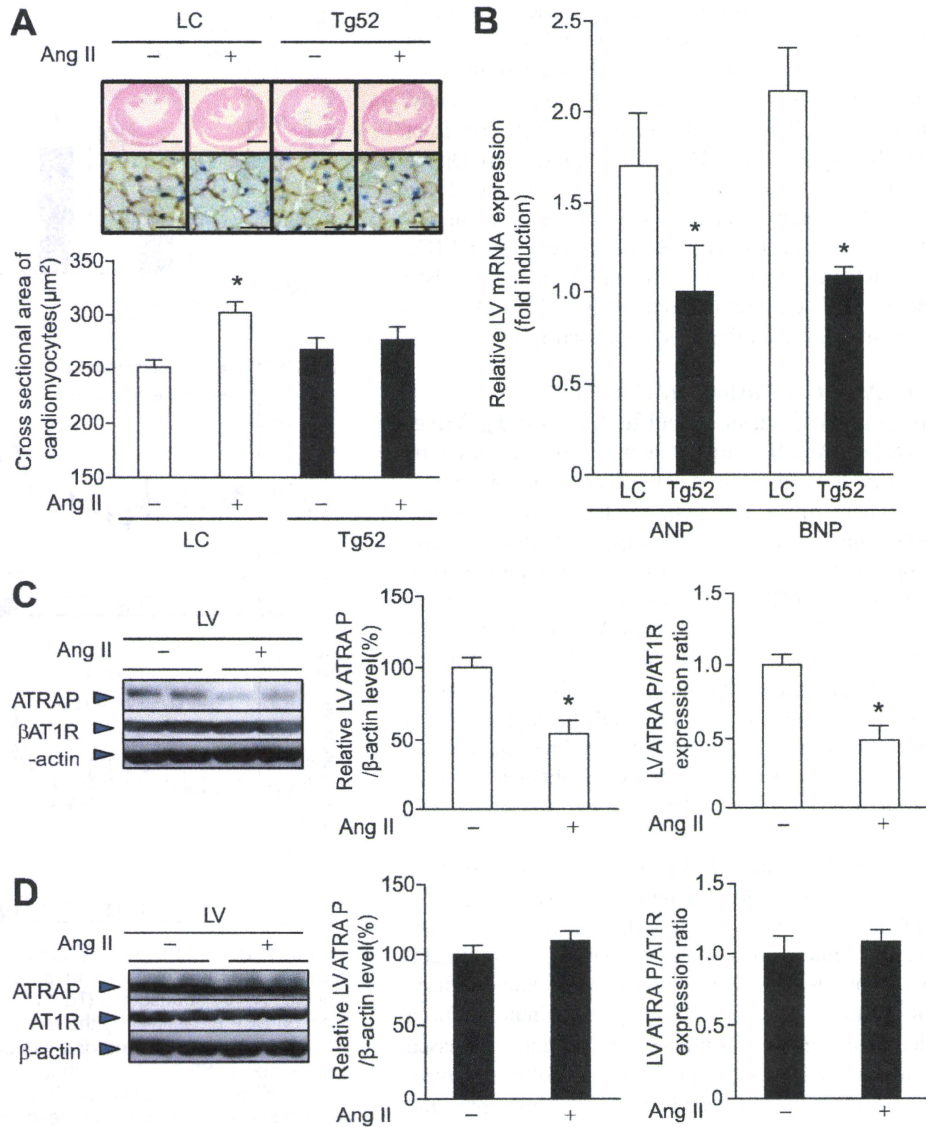 A
LC Tg52
Ang II − + − +
Cross sectional area of
cardiomyocytes(µm²)
350
300
250
200
150
*
Ang II − + − +
LC Tg52
B
Relative LV mRNA expression
(fold induction)
2.5
2.0
1.5
1.0
0.5
0
*
*
LC Tg52 LC Tg52
ANP BNP
C
LV
Ang II − +
ATRAP
βAT1R
-actin
Relative LV ATRA P
/β-actin level(%)
150
100
50
0
*
Ang II − +
LV ATRA P/AT1R
expression ratio
1.5
1.0
0.5
0
*
Ang II − +
D
LV
Ang II − +
ATRAP
AT1R
β-actin
Relative LV ATRA P
/β-actin level(%)
150
100
50
0
Ang II − +
LV ATRA P/AT1R
expression ratio
1.5
1.0
0.5
0
Ang II − +